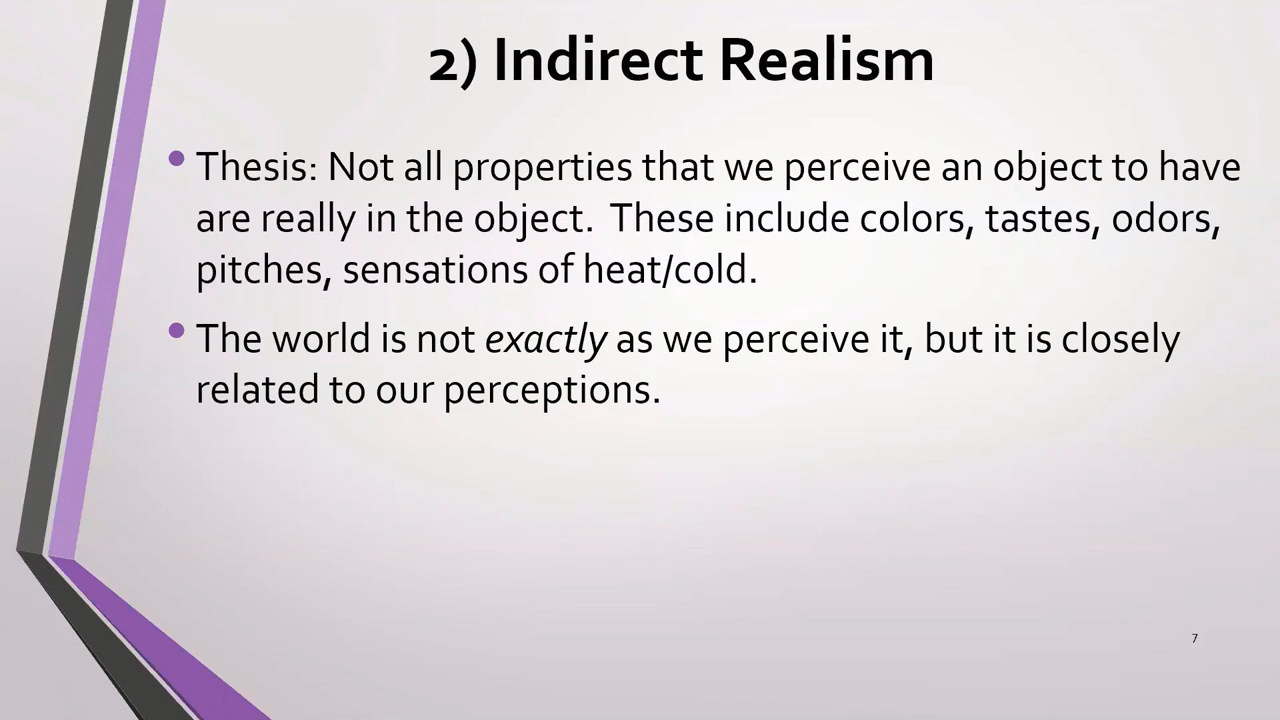 2) Indirect Realism
• Thesis: Not all properties that we perceive an object to have
are really in the object.  These include colors, tastes, odors,
pitches, sensations of heat/cold.
• The world is not exactly as we perceive it, but it is closely
related to our perceptions.
7